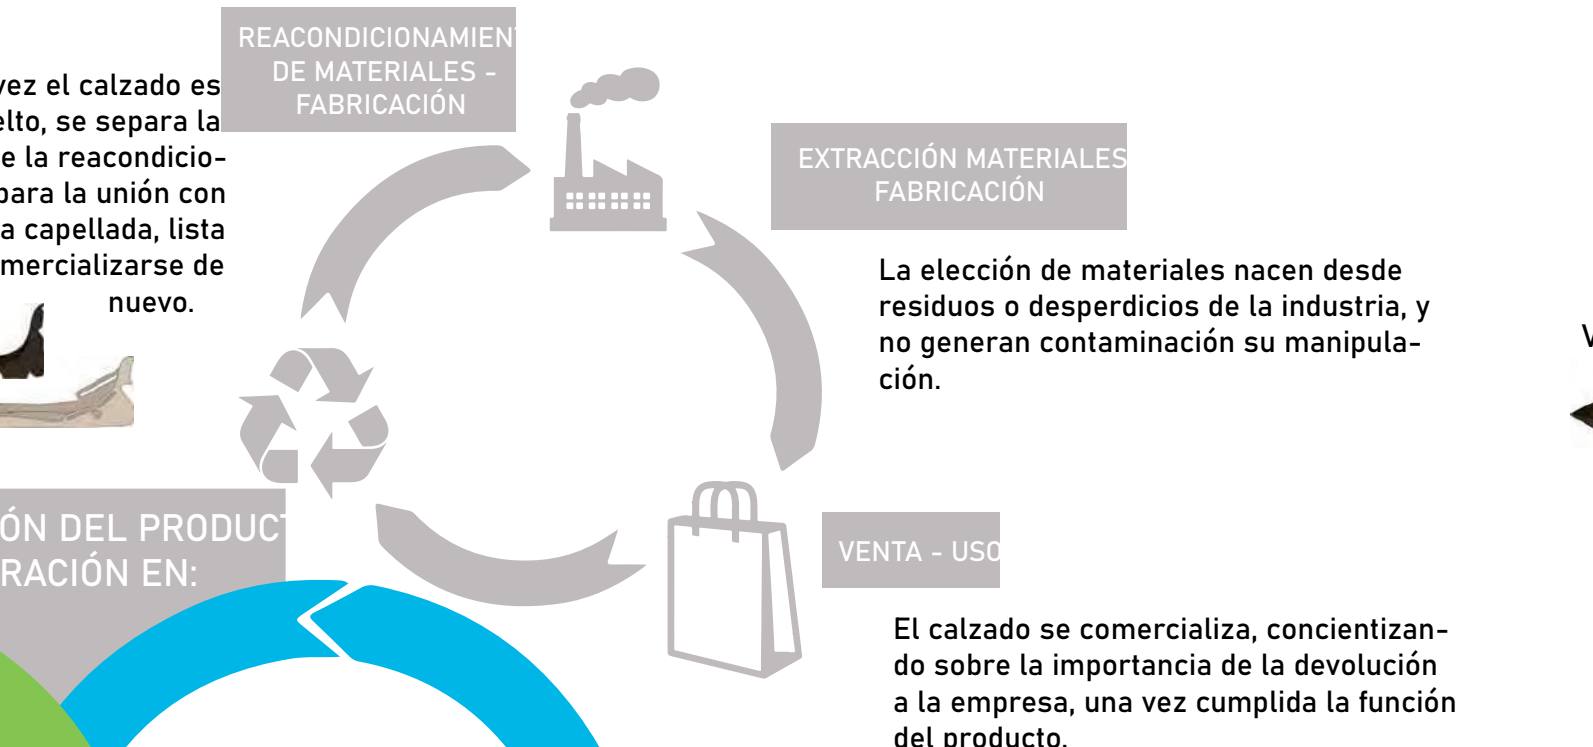 REACONDICIONAMIEN
DE MATERIALES -
FABRICACIÓN
vez el calzado es
elto, se separa la
e la reacondicio-
para la unión con
a capellada, lista
mercializarse de
nuevo.
EXTRACCIÓN MATERIALES
FABRICACIÓN
La elección de materiales nacen desde
residuos o desperdicios de la industria, y
no generan contaminación su manipula-
ción.
V
ÓN DEL PRODUCT
RACIÓN EN:
VENTA - USO
El calzado se comercializa, concientizan-
do sobre la importancia de la devolución
a la empresa, una vez cumplida la función
del producto.